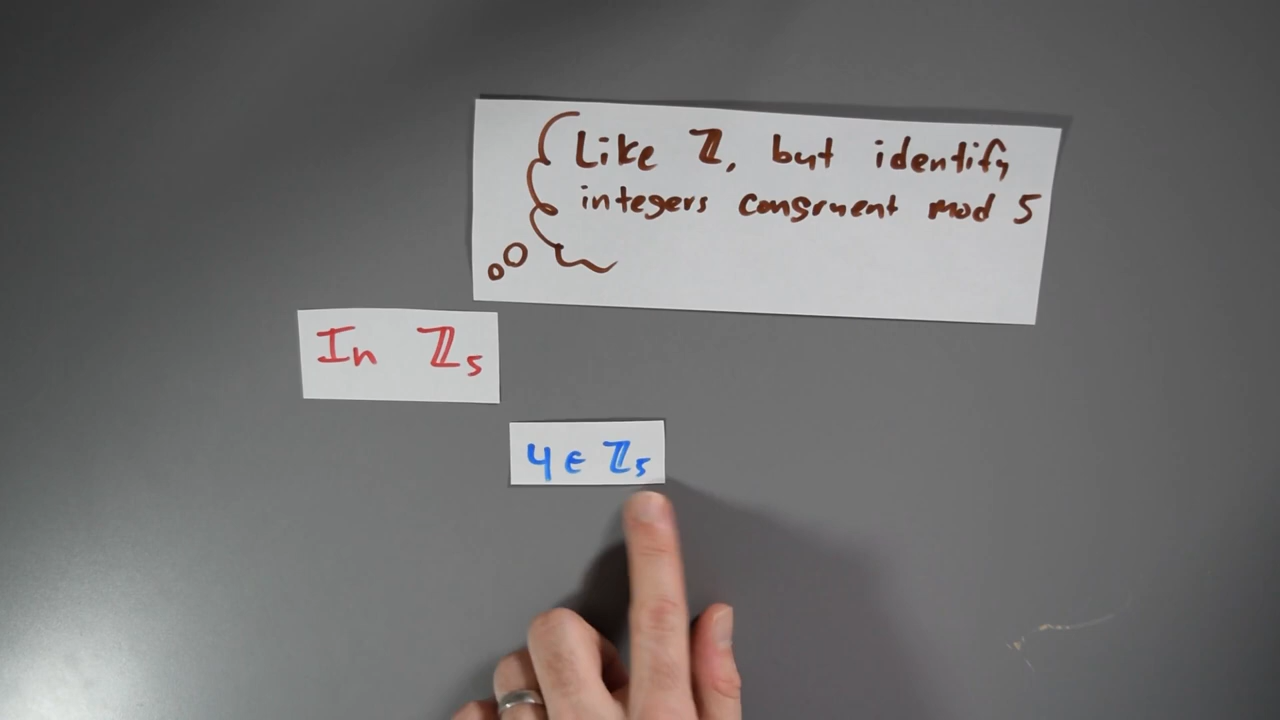 Like ℤ, but identify
integers congruent mod 5
In ℤ₅
4 ∈ ℤ₅